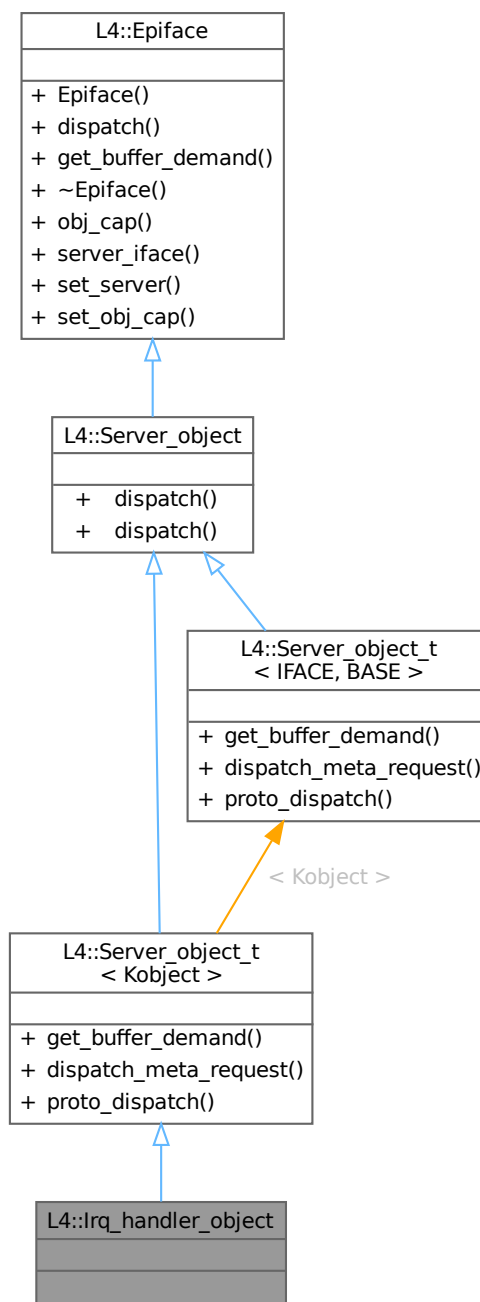 L4::Epiface
+ Epiface()
+ dispatch()
+ get_buffer_demand()
+ ~Epiface()
+ obj_cap()
+ server_iface()
+ set_server()
+ set_obj_cap()
L4::Server_object
+ dispatch()
+ dispatch()
L4::Server_object_t
< IFACE, BASE >
+ get_buffer_demand()
+ dispatch_meta_request()
+ proto_dispatch()
< Kobject >
L4::Server_object_t
< Kobject >
+ get_buffer_demand()
+ dispatch_meta_request()
+ proto_dispatch()
L4::Irq_handler_object